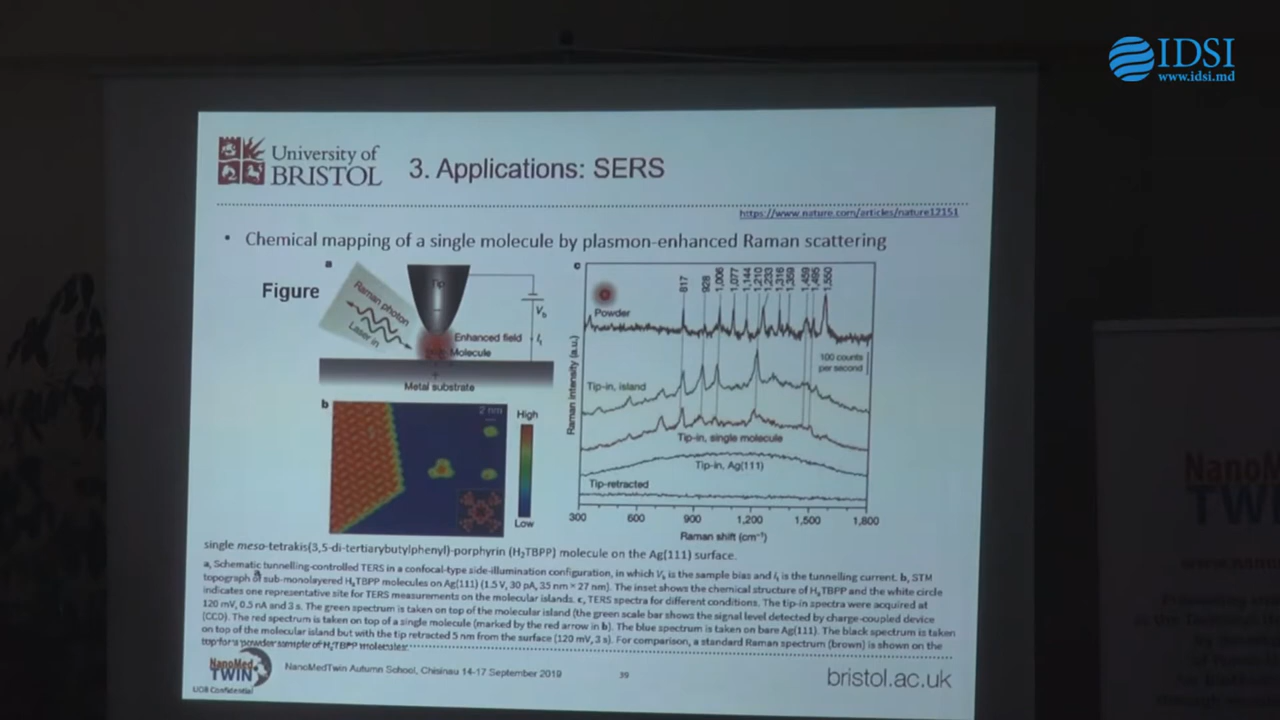 IDSI
www.idsi.md
University of
BRISTOL
3. Applications: SERS
https://www.nature.com/articles/nature12151
• Chemical mapping of a single molecule by plasmon-enhanced Raman scattering
Figure
a
Raman photon
Laser in
Tip
Vb
It
Enhanced field
Molecule
Metal substrate
b
2 nm
High
Low
c
817
928
1,006
1,077
1,144
1,210
1,233
1,316
1,459
1,495
1,550
Powder
100 counts
per second
Tip-in, island
Tip-in, single molecule
Tip-in, Ag(111)
Tip-retracted
Raman intensity (a.u.)
300 600 900 1,200 1,500 1,800
Raman shift (cm⁻¹)
single meso-tetrakis(3,5-di-tertiarybutylphenyl)-porphyrin (H₂TBPP) molecule on the Ag(111) surface.
a, Schematic tunnelling-controlled TERS in a confocal-type side-illumination configuration, in which Vb is the sample bias and It is the tunnelling current. b, STM
topograph of sub-monolayered H₂TBPP molecules on Ag(111) (1.5 V, 30 pA, 35 nm × 27 nm). The inset shows the chemical structure of H₂TBPP and the white circle
indicates one representative site for TERS measurements on the molecular islands. c, TERS spectra for different conditions. The tip-in spectra were acquired at
120 mV, 0.5 nA and 3 s. The green spectrum is taken on top of the molecular island (the green scale bar shows the signal level detected by charge-coupled device
(CCD). The red spectrum is taken on top of a single molecule (marked by the red arrow in b). The blue spectrum is taken on bare Ag(111). The black spectrum is taken
on top of the molecular island but with the tip retracted 5 nm from the surface (120 mV, 3 s). For comparison, a standard Raman spectrum (brown) is shown on the
top for a powder sample of H₂TBPP molecules.
NanoMed
TWIN
UOB Confidential
NanoMedTwin Autumn School, Chisinau 14-17 September 2019
39
bristol.ac.uk
TWI